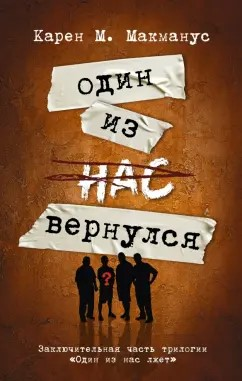 Карен М. Макманус
один
из
НАС
вернулся
?
Заключительная часть трилогии
«Один из нас лжет»